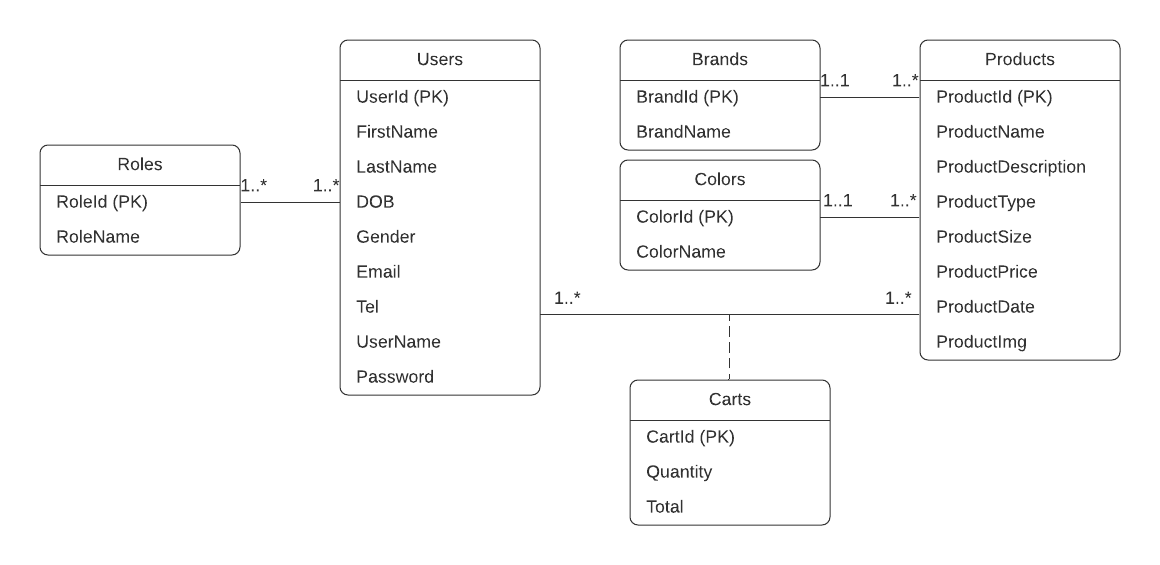 Roles
RoleId (PK)
RoleName
1..*
1..*
Users
UserId (PK)
FirstName
LastName
DOB
Gender
Email
Tel
UserName
Password
Brands
BrandId (PK)
BrandName
1..1
1..*
Colors
ColorId (PK)
ColorName
1..1
1..*
1..*
1..*
Products
ProductId (PK)
ProductName
ProductDescription
ProductType
ProductSize
ProductPrice
ProductDate
ProductImg
Carts
CartId (PK)
Quantity
Total